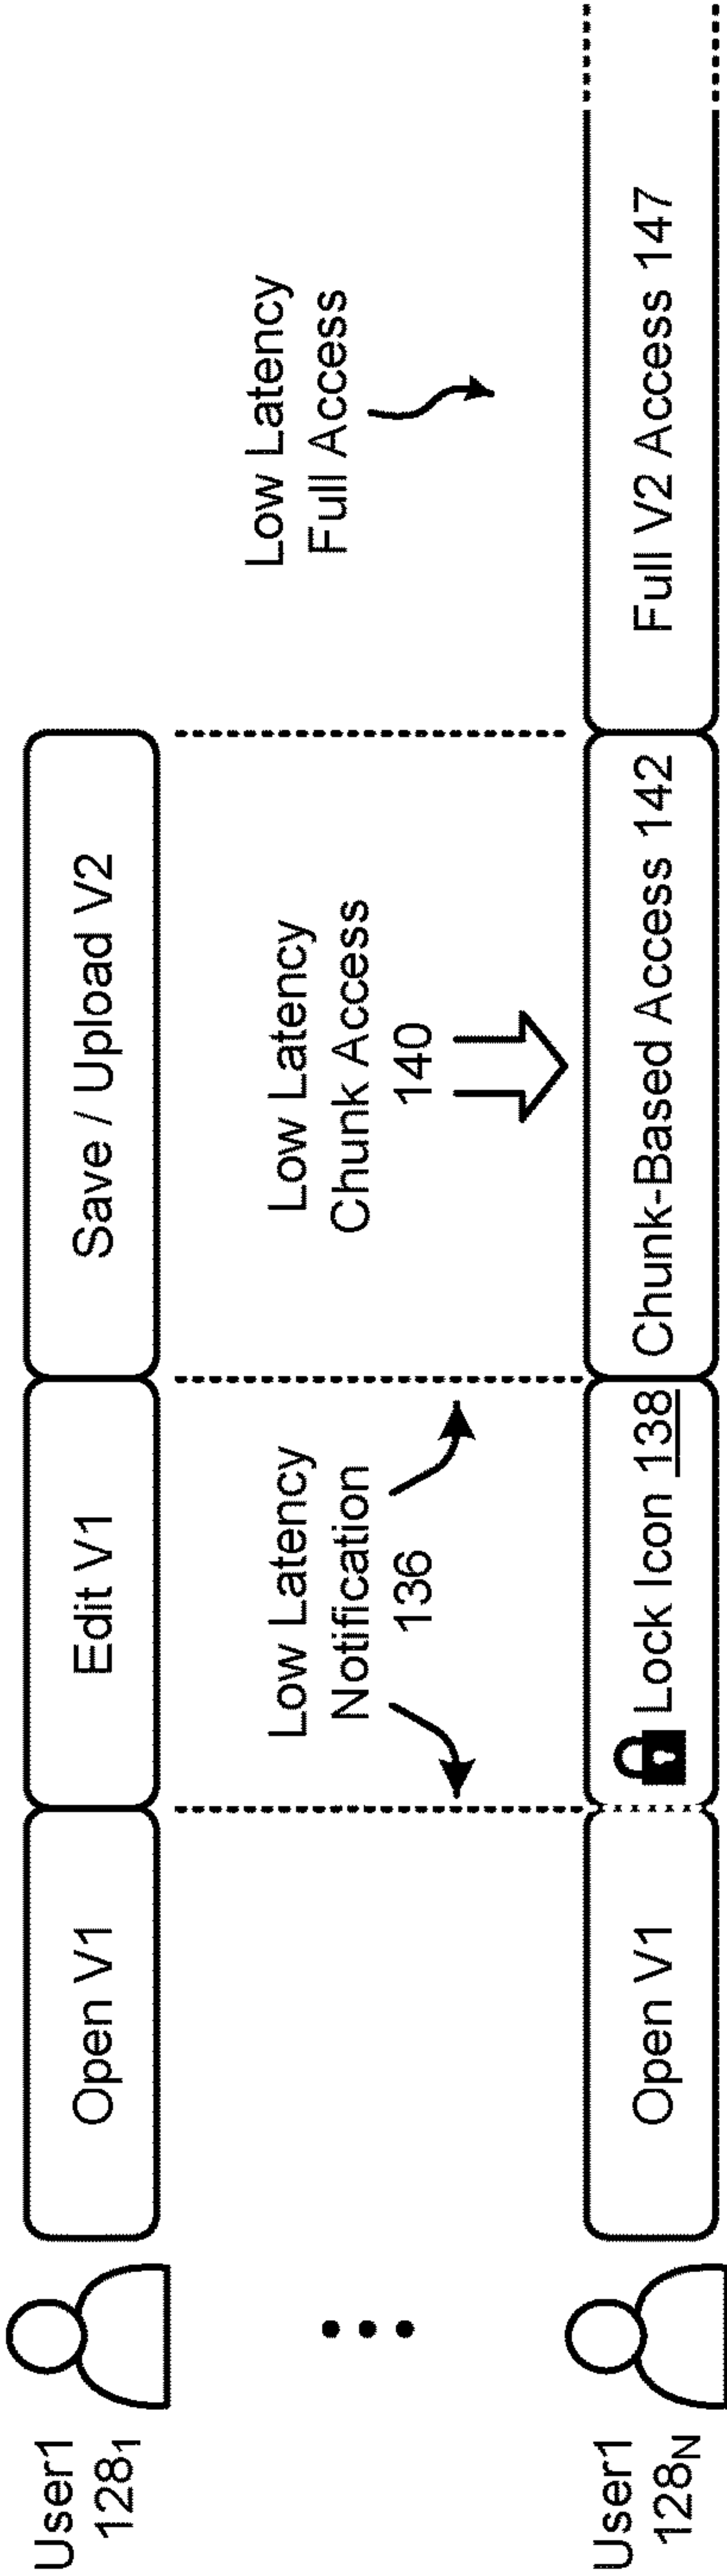 User1
128₁
Open V1
Edit V1
Save / Upload V2
Low Latency
Notification
136
Low Latency
Chunk Access
140
Low Latency
Full Access
User1
128N
Open V1
Lock Icon 138
Chunk-Based Access 142
Full V2 Access 147